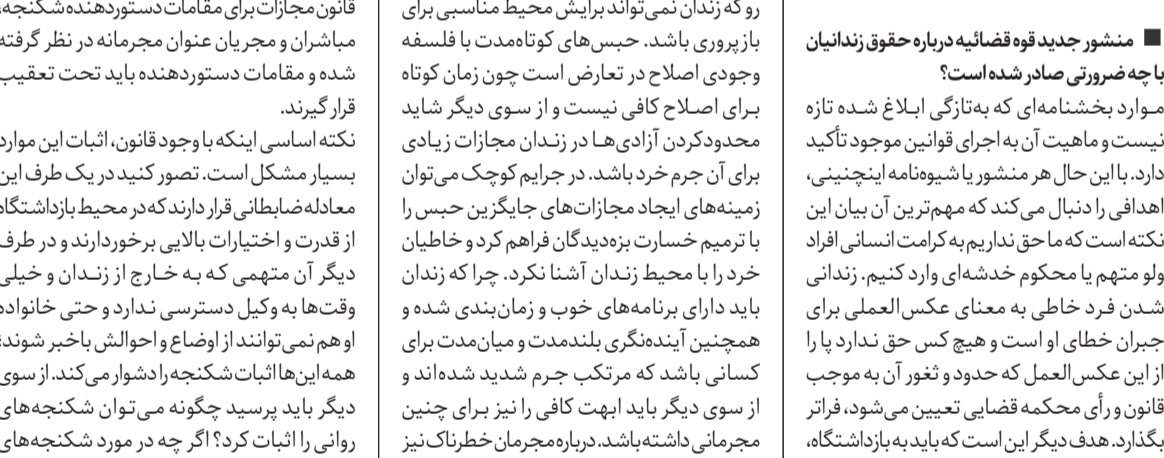 ■ منشور جدید قوه قضائیه درباره حقوق زندانیان
با چه ضرورتی صادر شده است؟
موارد بخشنامه‌ای که به‌تازگی ابلاغ شده تازه
نیست و ماهیت آن به اجرای قوانین موجود تأکید
دارد. با این حال هر منشور یا شیوه‌نامه اینچنینی،
اهدافی را دنبال می‌کند که مهم‌ترین آن بیان این
نکته است که ما حق نداریم به کرامت انسانی افراد
ولو متهم یا محکوم خدشه‌ای وارد کنیم. زندانی
شدن فرد خاطی به معنای عکس‌العملی برای
جبران خطای او است و هیچ کس حق ندارد پا را
از این عکس‌العمل که حدود و ثغور آن به موجب
قانون و رأی محکمه قضایی تعیین می‌شود، فراتر
بگذارد. هدف دیگر این است که باید به بازداشتگاه،
رو که زندان نمی‌تواند برایش محیط مناسبی برای
بازپروری باشد. حبس‌های کوتاه‌مدت با فلسفه
وجودی اصلاح در تعارض است چون زمان کوتاه
برای اصلاح کافی نیست و از سوی دیگر شاید
محدودکردن آزادی‌ها در زندان مجازات زیادی
برای آن جرم خرد باشد. در جرایم کوچک می‌توان
زمینه‌های ایجاد مجازات‌های جایگزین حبس را
با ترمیم خسارت بزه‌دیدگان فراهم کرد و خاطیان
خرد را با محیط زندان آشنا نکرد. چرا که زندان
باید دارای برنامه‌های خوب و زمان‌بندی شده و
همچنین آینده‌نگری بلندمدت و میان‌مدت برای
کسانی باشد که مرتکب جرم شدید شده‌اند و
از سوی دیگر باید ابهت کافی را نیز برای چنین
مجرمانی داشته باشد. درباره مجرمان خطرناک نیز
قانون مجازات برای مقامات دستوردهنده شکنجه،
مباشران و مجریان عنوان مجرمانه در نظر گرفته
شده و مقامات دستوردهنده باید تحت تعقیب
قرار گیرند.
نکته اساسی اینکه با وجود قانون، اثبات این موارد
بسیار مشکل است. تصور کنید در یک طرف این
معادله ضابطانی قرار دارند که در محیط بازداشتگاه
از قدرت و اختیارات بالایی برخوردارند و در طرف
دیگر آن متهمی که به خارج از زندان و خیلی
وقت‌ها به وکیل دسترسی ندارد و حتی خانواده
او هم نمی‌توانند از اوضاع و احوالش باخبر شوند؛
همه این‌ها اثبات شکنجه را دشوار می‌کند. از سوی
دیگر باید پرسید چگونه می‌توان شکنجه‌های
روانی را اثبات کرد؟ اگر چه در مورد شکنجه‌های